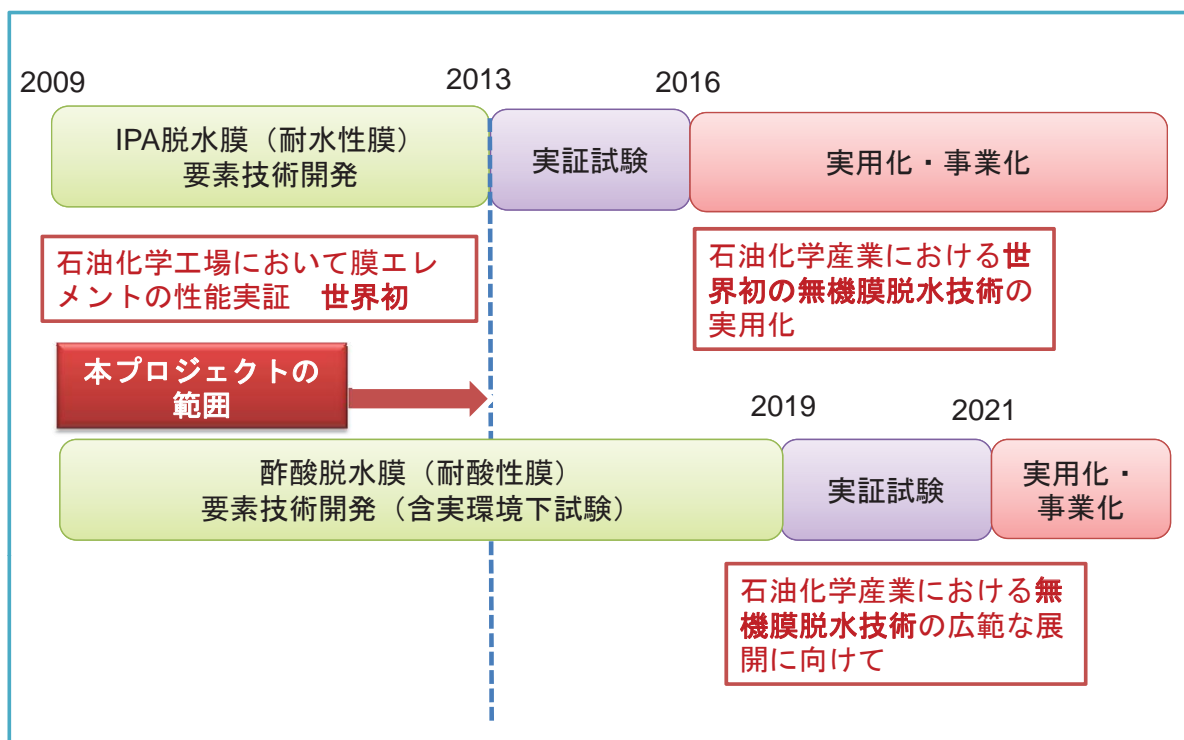 2009
2013
2016
IPA脱水膜（耐水性膜）
要素技術開発
実証試験
実用化・事業化
石油化学工場において膜エレ
メントの性能実証　世界初
石油化学産業における世
界初の無機膜脱水技術の
実用化
本プロジェクトの
範囲
2019
2021
酢酸脱水膜（耐酸性膜）
要素技術開発（含実環境下試験）
実証試験
実用化・
事業化
石油化学産業における無
機膜脱水技術の広範な展
開に向けて